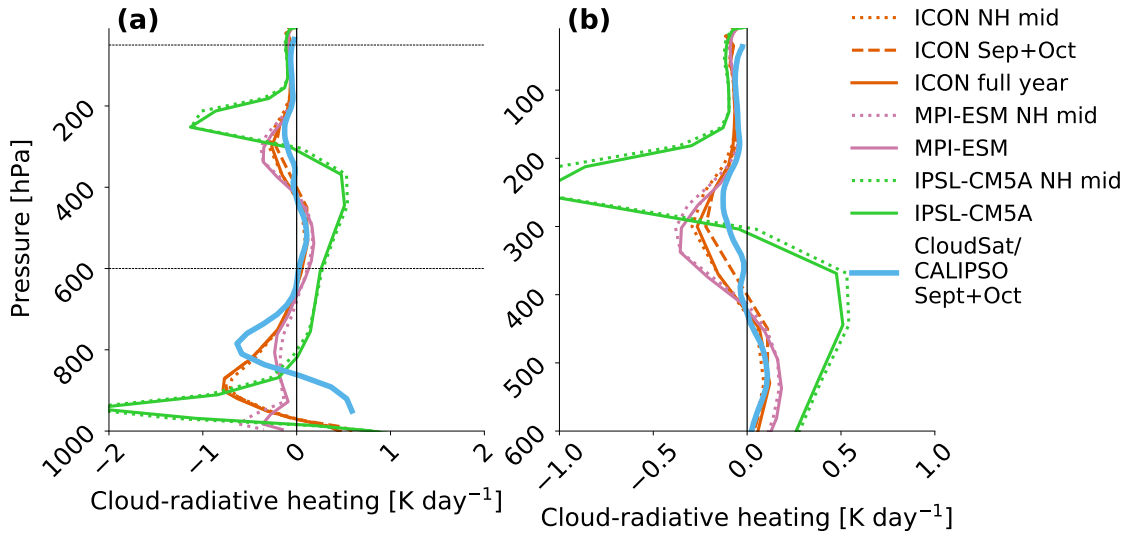 (a)
200
400
600
800
1000
−2
−1
0
1
2
Pressure [hPa]
Cloud-radiative heating [K day⁻¹]
(b)
100
200
300
400
500
600
−1.0
−0.5
0.0
0.5
1.0
Cloud-radiative heating [K day⁻¹]
ICON NH mid
ICON Sep+Oct
ICON full year
MPI-ESM NH mid
MPI-ESM
IPSL-CM5A NH mid
IPSL-CM5A
CloudSat/
CALIPSO
Sept+Oct